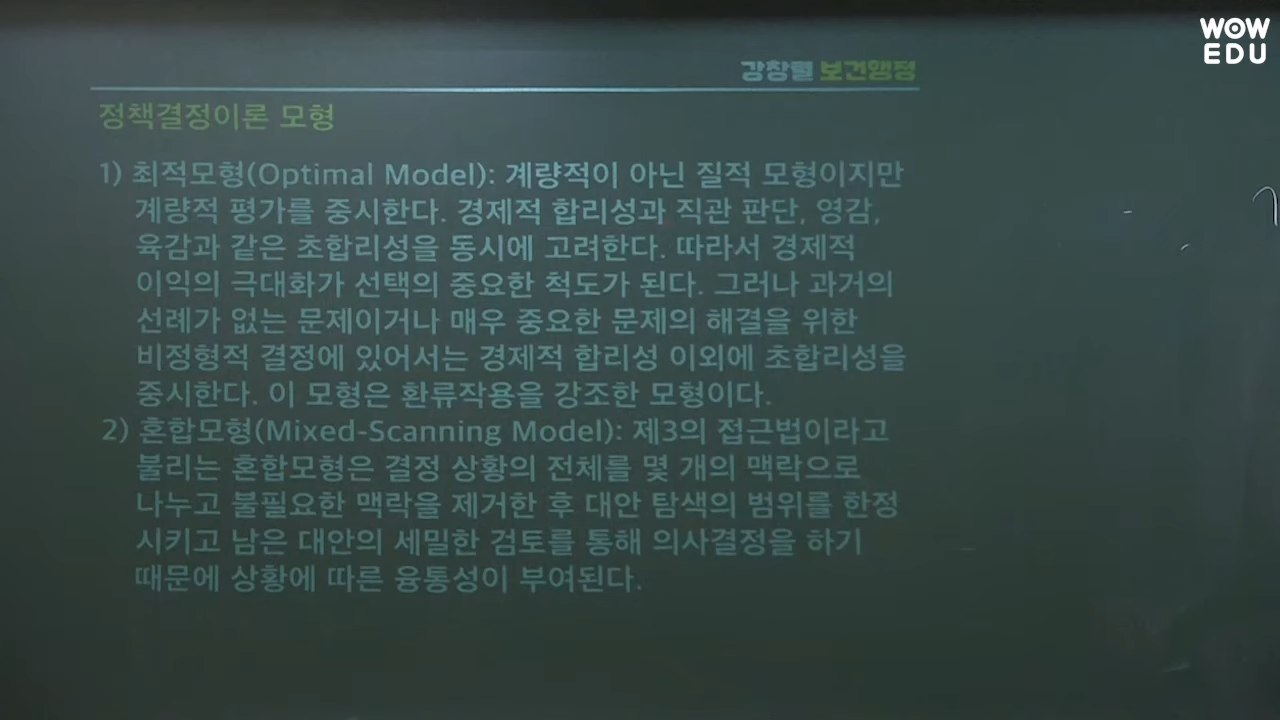 WOW
EDU
강창렬 보건행정
정책결정이론 모형
1) 최적모형(Optimal Model): 계량적이 아닌 질적 모형이지만
계량적 평가를 중시한다. 경제적 합리성과 직관 판단, 영감,
육감과 같은 초합리성을 동시에 고려한다. 따라서 경제적
이익의 극대화가 선택의 중요한 척도가 된다. 그러나 과거의
선례가 없는 문제이거나 매우 중요한 문제의 해결을 위한
비정형적 결정에 있어서는 경제적 합리성 이외에 초합리성을
중시한다. 이 모형은 환류작용을 강조한 모형이다.
2) 혼합모형(Mixed-Scanning Model): 제3의 접근법이라고
불리는 혼합모형은 결정 상황의 전체를 몇 개의 맥락으로
나누고 불필요한 맥락을 제거한 후 대안 탐색의 범위를 한정
시키고 남은 대안의 세밀한 검토를 통해 의사결정을 하기
때문에 상황에 따른 융통성이 부여된다.